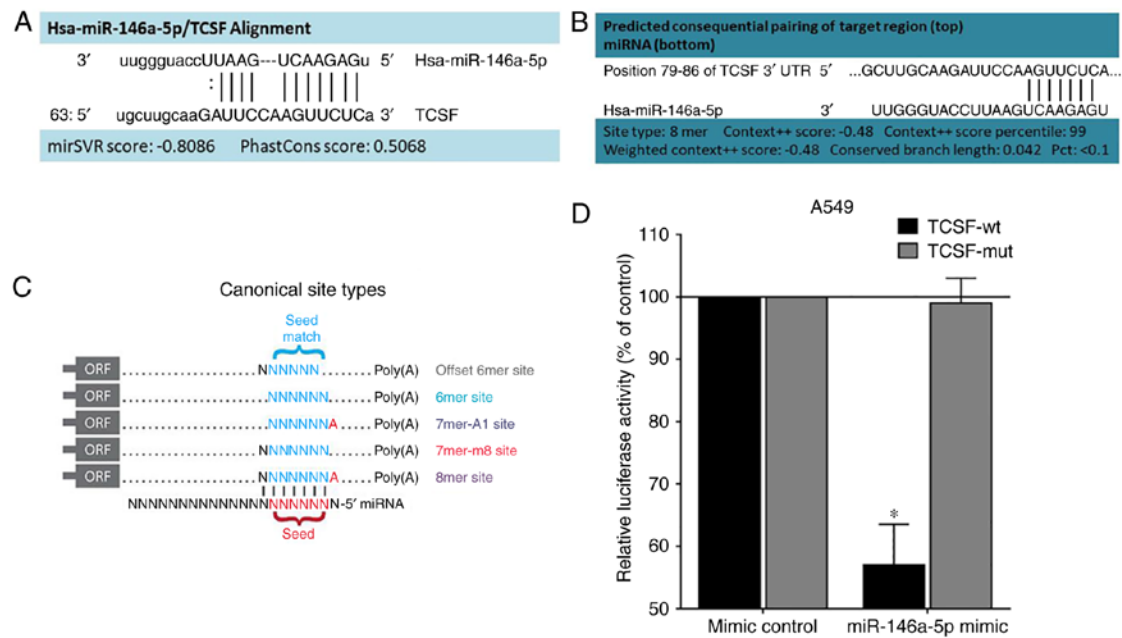 A
Hsa-miR-146a-5p/TCSF Alignment
3′ uuggguaccUUAAG---UCAAGAGu 5′ Hsa-miR-146a-5p
63: 5′ ugcuugcaaGAUUCCAAGUUCUCa 3′ TCSF
mirSVR score: -0.8086 PhastCons score: 0.5068
B
Predicted consequential pairing of target region (top)
miRNA (bottom)
Position 79-86 of TCSF 3′ UTR 5′ ...GCUUGCAAGAUUCCAAGUUCUCA...
Hsa-miR-146a-5p 3′ UUGGGUACCUUAAGUCAAGAGU
Site type: 8 mer Context++ score: -0.48 Context++ score percentile: 99
Weighted context++ score: -0.48 Conserved branch length: 0.042 Pct: <0.1
C
Canonical site types
Seed
match
ORF NNNNNN Poly(A) Offset 6mer site
ORF NNNNNN Poly(A) 6mer site
ORF NNNNNNA Poly(A) 7mer-A1 site
ORF NNNNNNN Poly(A) 7mer-m8 site
ORF NNNNNNNA Poly(A) 8mer site
NNNNNNNNNNNNNNNNNNNNN-5′ miRNA
Seed
D
A549
TCSF-wt
TCSF-mut
Relative luciferase activity (% of control)
110
100
90
80
70
60
50
*
Mimic control miR-146a-5p mimic